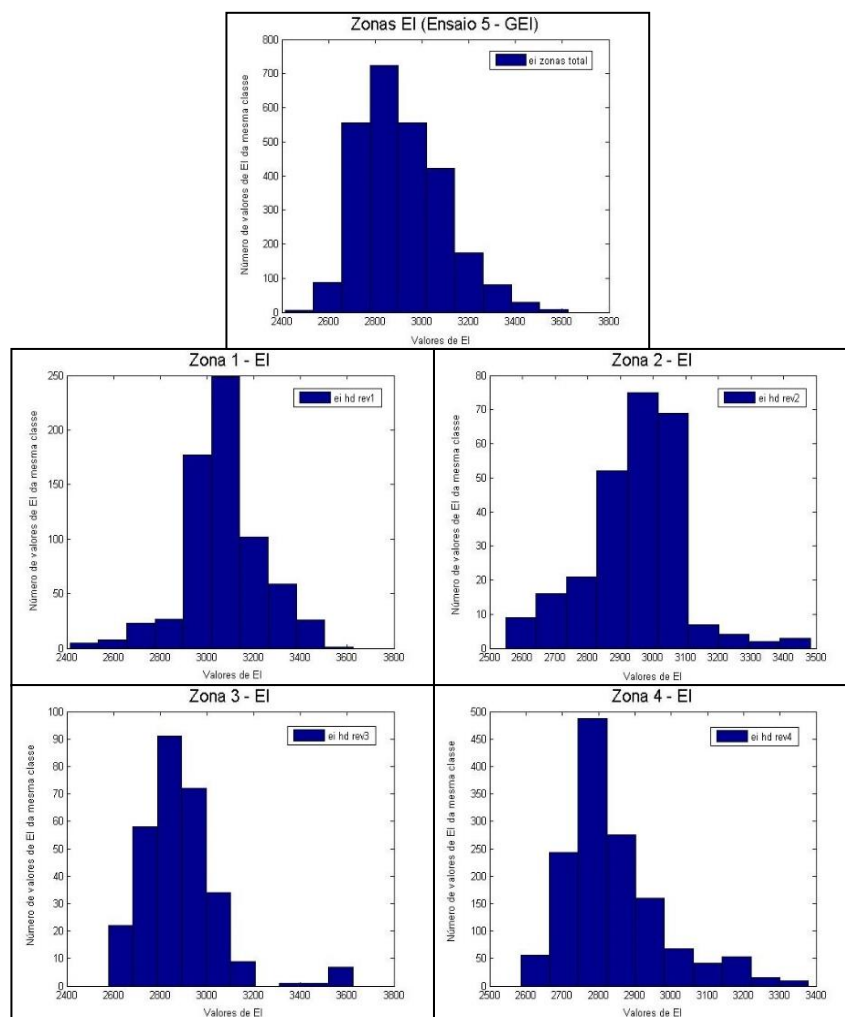 Zonas EI (Ensaio 5 - GEI)
800
700
600
500
400
300
200
100
0
Número de valores de EI da mesma classe
ei zonas total
2400 2600 2800 3000 3200 3400 3600 3800
Valores de EI
Zona 1 - EI
250
200
150
100
50
0
Número de valores de EI da mesma classe
ei hd rev1
2400 2600 2800 3000 3200 3400 3600 3800
Valores de EI
Zona 2 - EI
80
70
60
50
40
30
20
10
0
Número de valores de EI da mesma classe
ei hd rev2
2500 2600 2700 2800 2900 3000 3100 3200 3300 3400 3500
Valores de EI
Zona 3 - EI
100
90
80
70
60
50
40
30
20
10
0
Número de valores de EI da mesma classe
ei hd rev3
2400 2600 2800 3000 3200 3400 3600 3800
Valores de EI
Zona 4 - EI
500
450
400
350
300
250
200
150
100
50
0
Número de valores de EI da mesma classe
ei hd rev4
2500 2600 2700 2800 2900 3000 3100 3200 3300 3400
Valores de EI